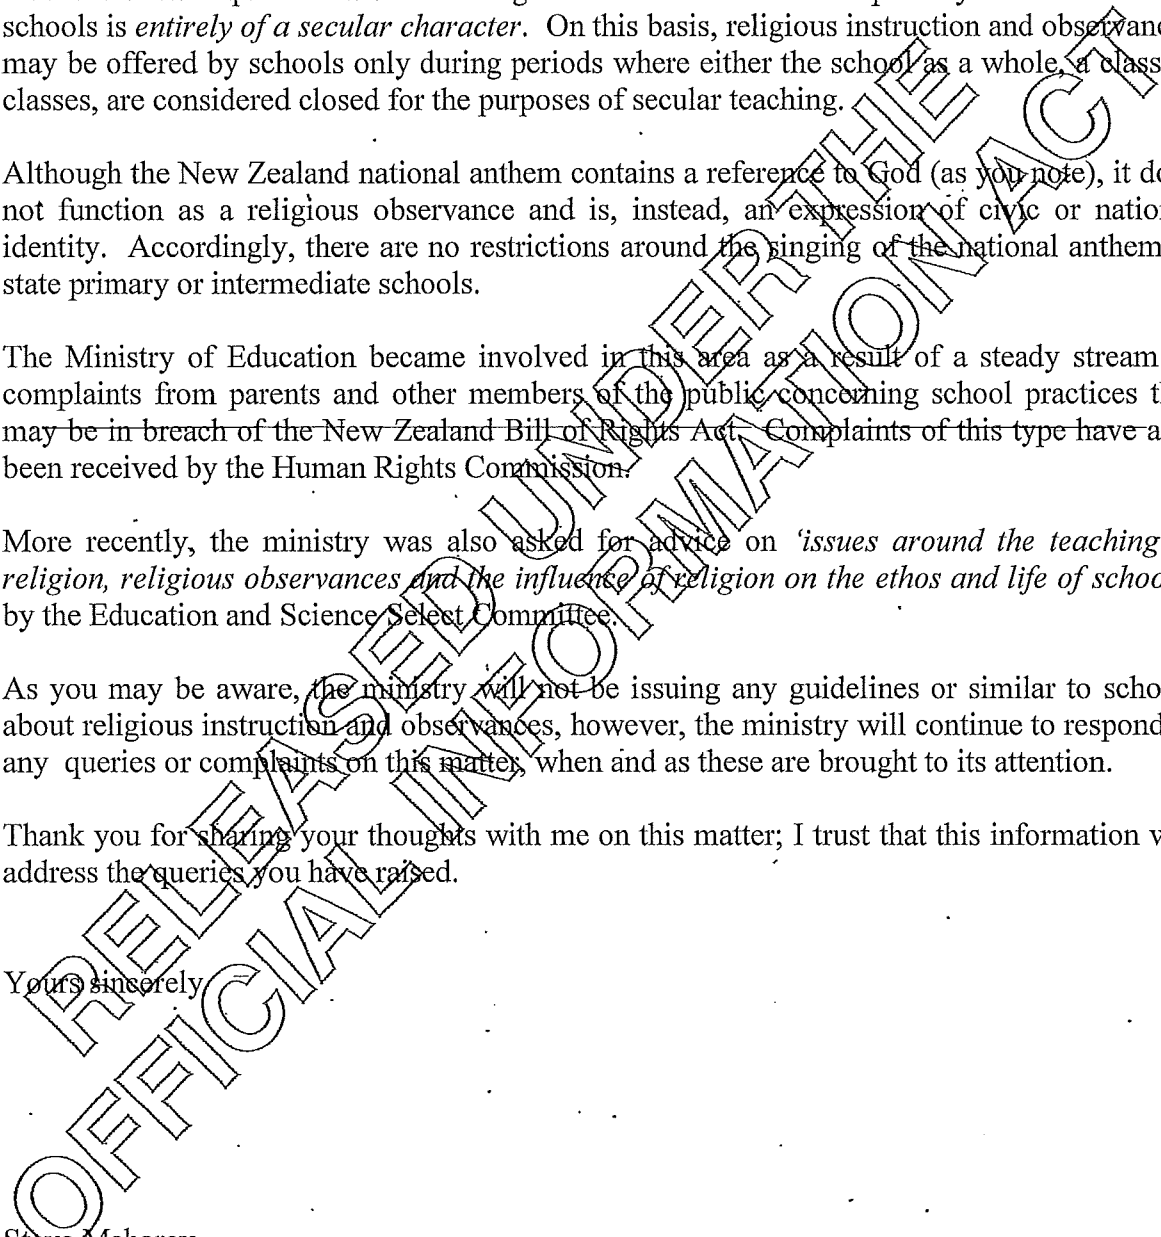 schools is entirely of a secular character. On this basis, religious instruction and observanc
may be offered by schools only during periods where either the school as a whole, a class
classes, are considered closed for the purposes of secular teaching.
Although the New Zealand national anthem contains a reference to God (as you note), it do
not function as a religious observance and is, instead, an expression of civic or natio
identity. Accordingly, there are no restrictions around the singing of the national anthem
state primary or intermediate schools.
The Ministry of Education became involved in this area as a result of a steady stream
complaints from parents and other members of the public concerning school practices t
may be in breach of the New Zealand Bill of Rights Act. Complaints of this type have a
been received by the Human Rights Commission.
More recently, the ministry was also asked for advice on 'issues around the teaching
religion, religious observances and the influence of religion on the ethos and life of schoo
by the Education and Science Select Committee.
As you may be aware, the ministry will not be issuing any guidelines or similar to scho
about religious instruction and observances, however, the ministry will continue to respond
any queries or complaints on this matter, when and as these are brought to its attention.
Thank you for sharing your thoughts with me on this matter; I trust that this information w
address the queries you have raised.
Yours sincerely
RELEASED UNDER THE
OFFICIAL INFORMATION ACT